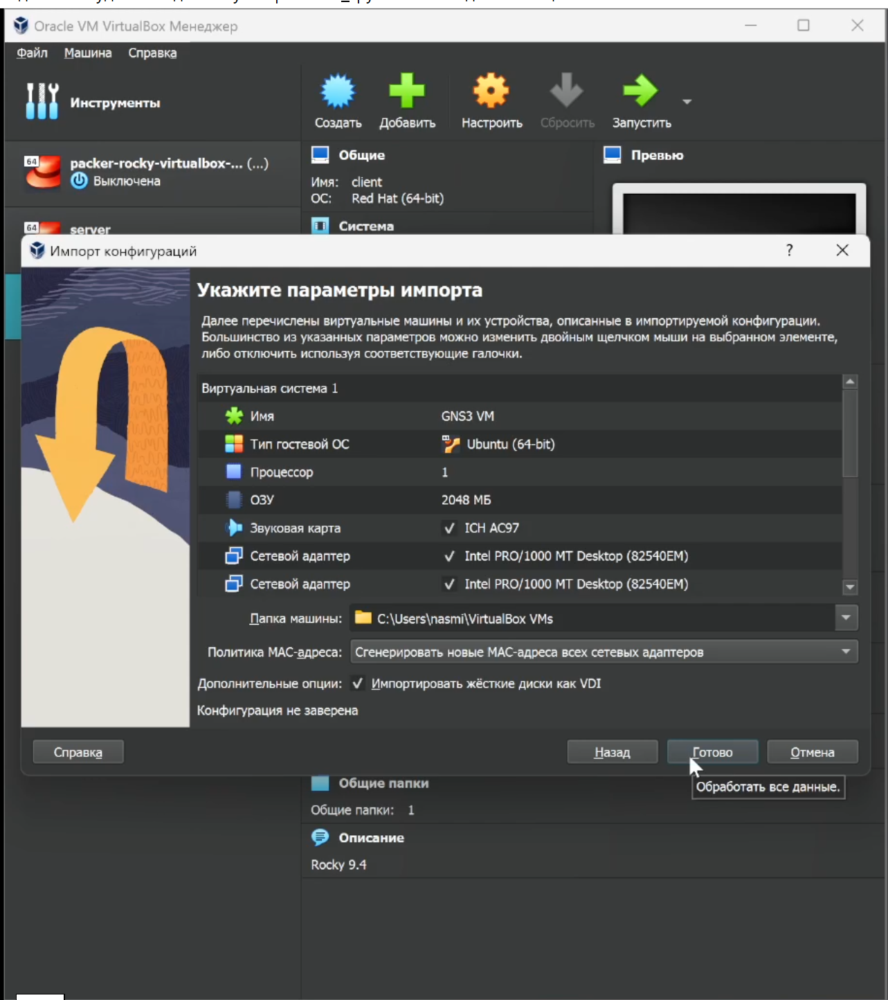 Oracle VM VirtualBox Менеджер
Файл Машина Справка
Инструменты
Создать Добавить Настроить Сбросить Запустить
64 packer-rocky-virtualbox-... (...)
Выключена
64 server
Общие
Имя: client
ОС: Red Hat (64-bit)
Система
Превью
Импорт конфигураций ?
Укажите параметры импорта
Далее перечислены виртуальные машины и их устройства, описанные в импортируемой конфигурации.
Большинство из указанных параметров можно изменить двойным щелчком мыши на выбранном элементе,
либо отключить используя соответствующие галочки.
Виртуальная система 1
Имя GNS3 VM
Тип гостевой ОС Ubuntu (64-bit)
Процессор 1
ОЗУ 2048 МБ
Звуковая карта ICH AC97
Сетевой адаптер Intel PRO/1000 MT Desktop (82540EM)
Сетевой адаптер Intel PRO/1000 MT Desktop (82540EM)
Папка машины: C:\Users\nasmi\VirtualBox VMs
Политика MAC-адреса: Сгенерировать новые MAC-адреса всех сетевых адаптеров
Дополнительные опции: Импортировать жёсткие диски как VDI
Конфигурация не заверена
Справка Назад Готово Отмена
Обработать все данные.
Общие папки
Общие папки: 1
Описание
Rocky 9.4